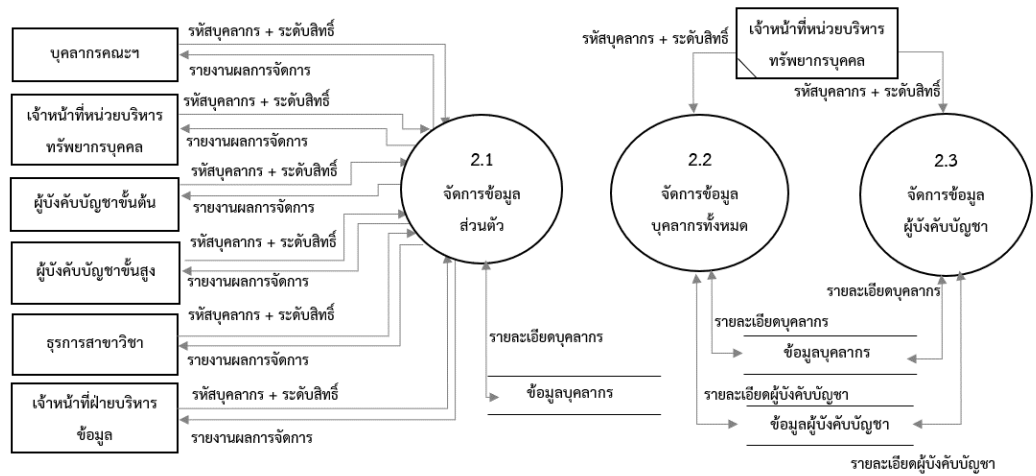 บุคลากรคณะฯ
รหัสบุคลากร + ระดับสิทธิ์
รายงานผลการจัดการ
เจ้าหน้าที่หน่วยบริหาร
ทรัพยากรบุคคล
รหัสบุคลากร + ระดับสิทธิ์
รายงานผลการจัดการ
ผู้บังคับบัญชาขั้นต้น
รหัสบุคลากร + ระดับสิทธิ์
รายงานผลการจัดการ
ผู้บังคับบัญชาขั้นสูง
รหัสบุคลากร + ระดับสิทธิ์
รายงานผลการจัดการ
ธุรการสาขาวิชา
รหัสบุคลากร + ระดับสิทธิ์
รายงานผลการจัดการ
เจ้าหน้าที่ฝ่ายบริหาร
ข้อมูล
รหัสบุคลากร + ระดับสิทธิ์
รายงานผลการจัดการ
2.1
จัดการข้อมูล
ส่วนตัว
รายละเอียดบุคลากร
ข้อมูลบุคลากร
เจ้าหน้าที่หน่วยบริหาร
ทรัพยากรบุคคล
รหัสบุคลากร + ระดับสิทธิ์
รหัสบุคลากร + ระดับสิทธิ์
2.2
จัดการข้อมูล
บุคลากรทั้งหมด
2.3
จัดการข้อมูล
ผู้บังคับบัญชา
รายละเอียดบุคลากร
รายละเอียดบุคลากร
ข้อมูลบุคลากร
รายละเอียดผู้บังคับบัญชา
ข้อมูลผู้บังคับบัญชา
รายละเอียดผู้บังคับบัญชา